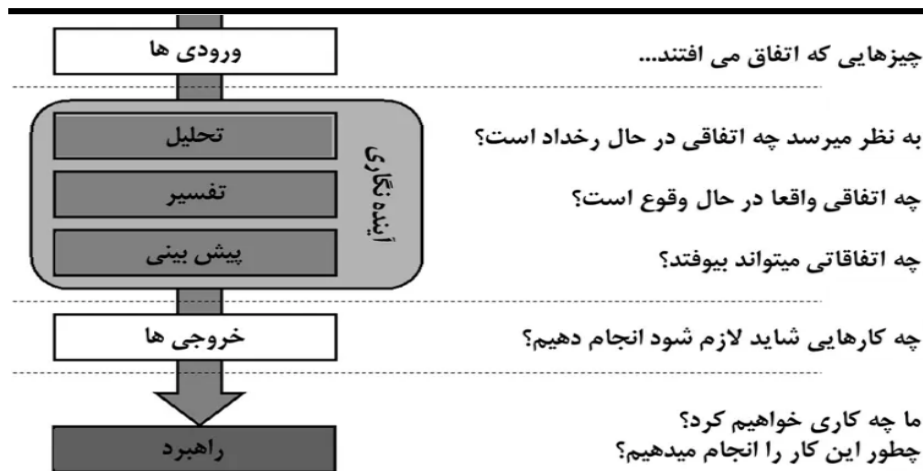 چیزهایی که اتفاق می افتند...
ورودی ها
به نظر میرسد چه اتفاقی در حال رخداد است؟
تحلیل
چه اتفاقی واقعا در حال وقوع است؟
تفسیر
آینده نگاری
چه اتفاقاتی میتواند بیوفتد؟
پیش بینی
چه کارهایی شاید لازم شود انجام دهیم؟
خروجی ها
ما چه کاری خواهیم کرد؟
چطور این کار را انجام میدهیم؟
راهبرد